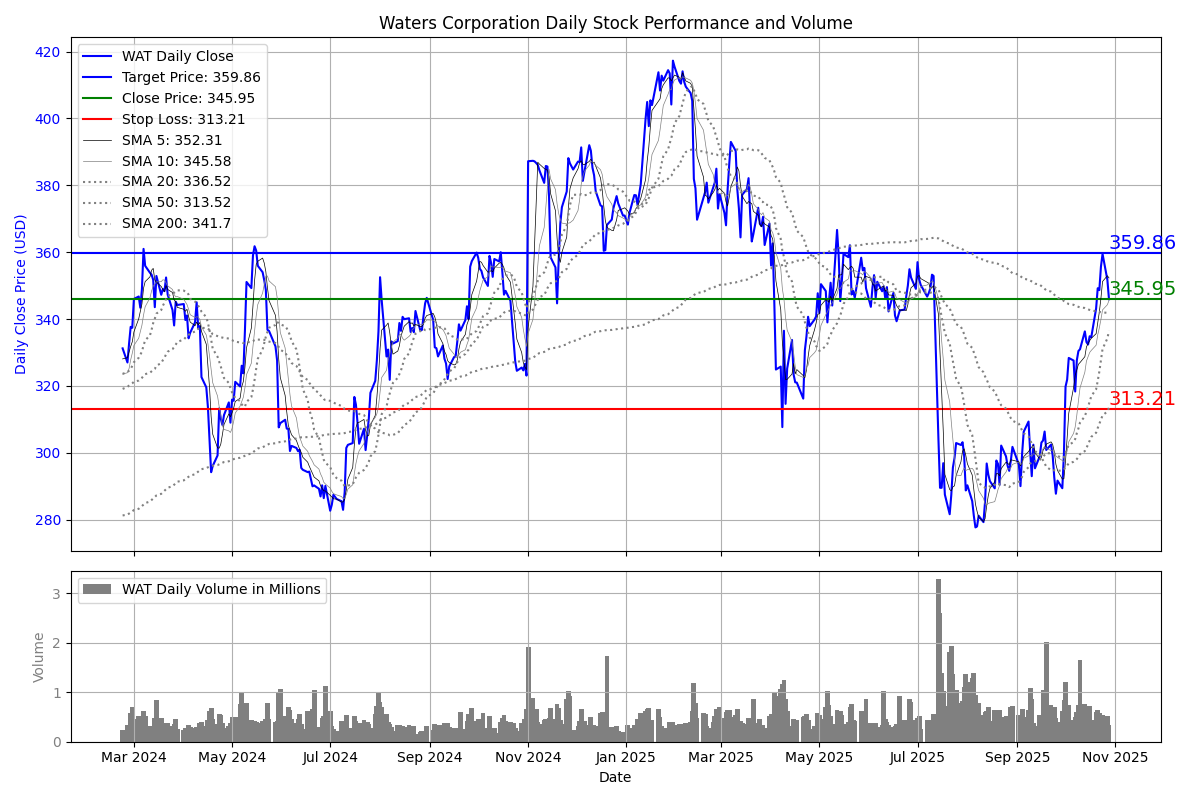 Waters Corporation Daily Stock Performance and Volume
Daily Close Price (USD)
420
400
380
360
340
320
300
280
WAT Daily Close
Target Price: 359.86
Close Price: 345.95
Stop Loss: 313.21
SMA 5: 352.31
SMA 10: 345.58
SMA 20: 336.52
SMA 50: 313.52
SMA 200: 341.7
359.86
345.95
313.21
Volume
3
2
1
0
WAT Daily Volume in Millions
Mar 2024 May 2024 Jul 2024 Sep 2024 Nov 2024 Jan 2025 Mar 2025 May 2025 Jul 2025 Sep 2025 Nov 2025
Date